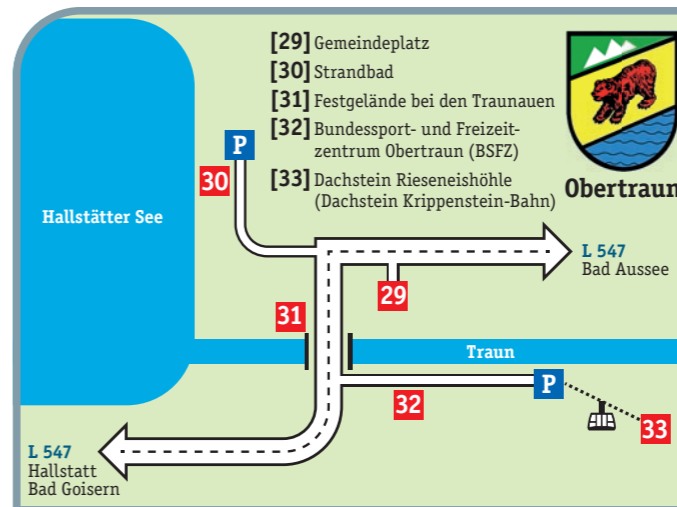 [29] Gemeindeplatz
[30] Strandbad
[31] Festgelände bei den Traunauen
[32] Bundessport- und Freizeit-
zentrum Obertraun (BSFZ)
[33] Dachstein Rieseneishöhle
(Dachstein Krippenstein-Bahn)
Obertraun
P
30
Hallstätter See
L 547
Bad Aussee
29
31
Traun
P
32
33
L 547
Hallstatt
Bad Goisern